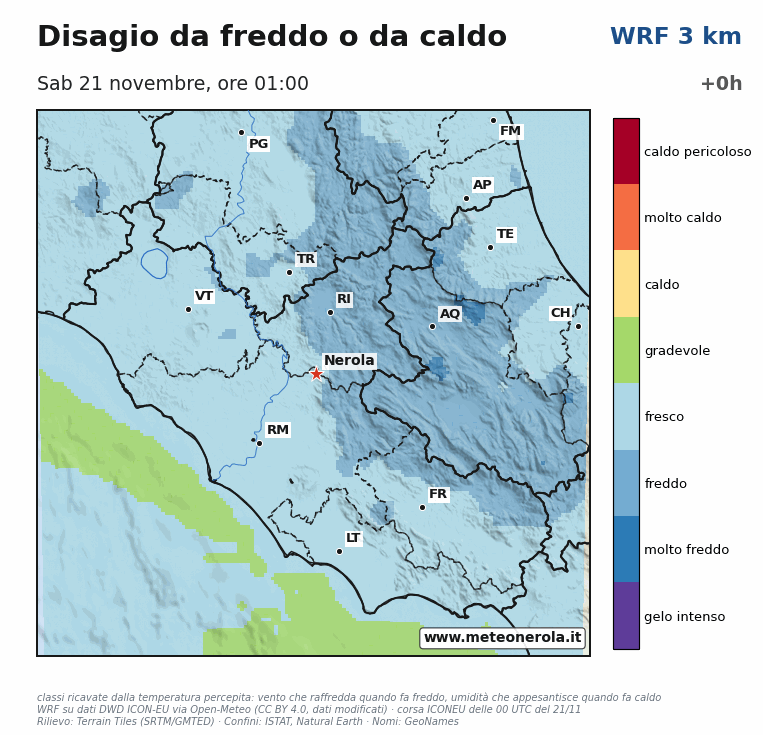 Disagio da freddo o da caldo
WRF 3 km
Sab 21 novembre, ore 01:00
+0h
FM
PG
AP
TE
TR
VT
RI
AQ
CH
Nerola
RM
FR
LT
www.meteonerola.it
caldo pericoloso
molto caldo
caldo
gradevole
fresco
freddo
molto freddo
gelo intenso
classi ricavate dalla temperatura percepita: vento che raffredda quando fa freddo, umidità che appesantisce quando fa caldo
WRF su dati DWD ICON-EU via Open-Meteo (CC BY 4.0, dati modificati) · corsa ICONEU delle 00 UTC del 21/11
Rilievo: Terrain Tiles (SRTM/GMTED) · Confini: ISTAT, Natural Earth · Nomi: GeoNames